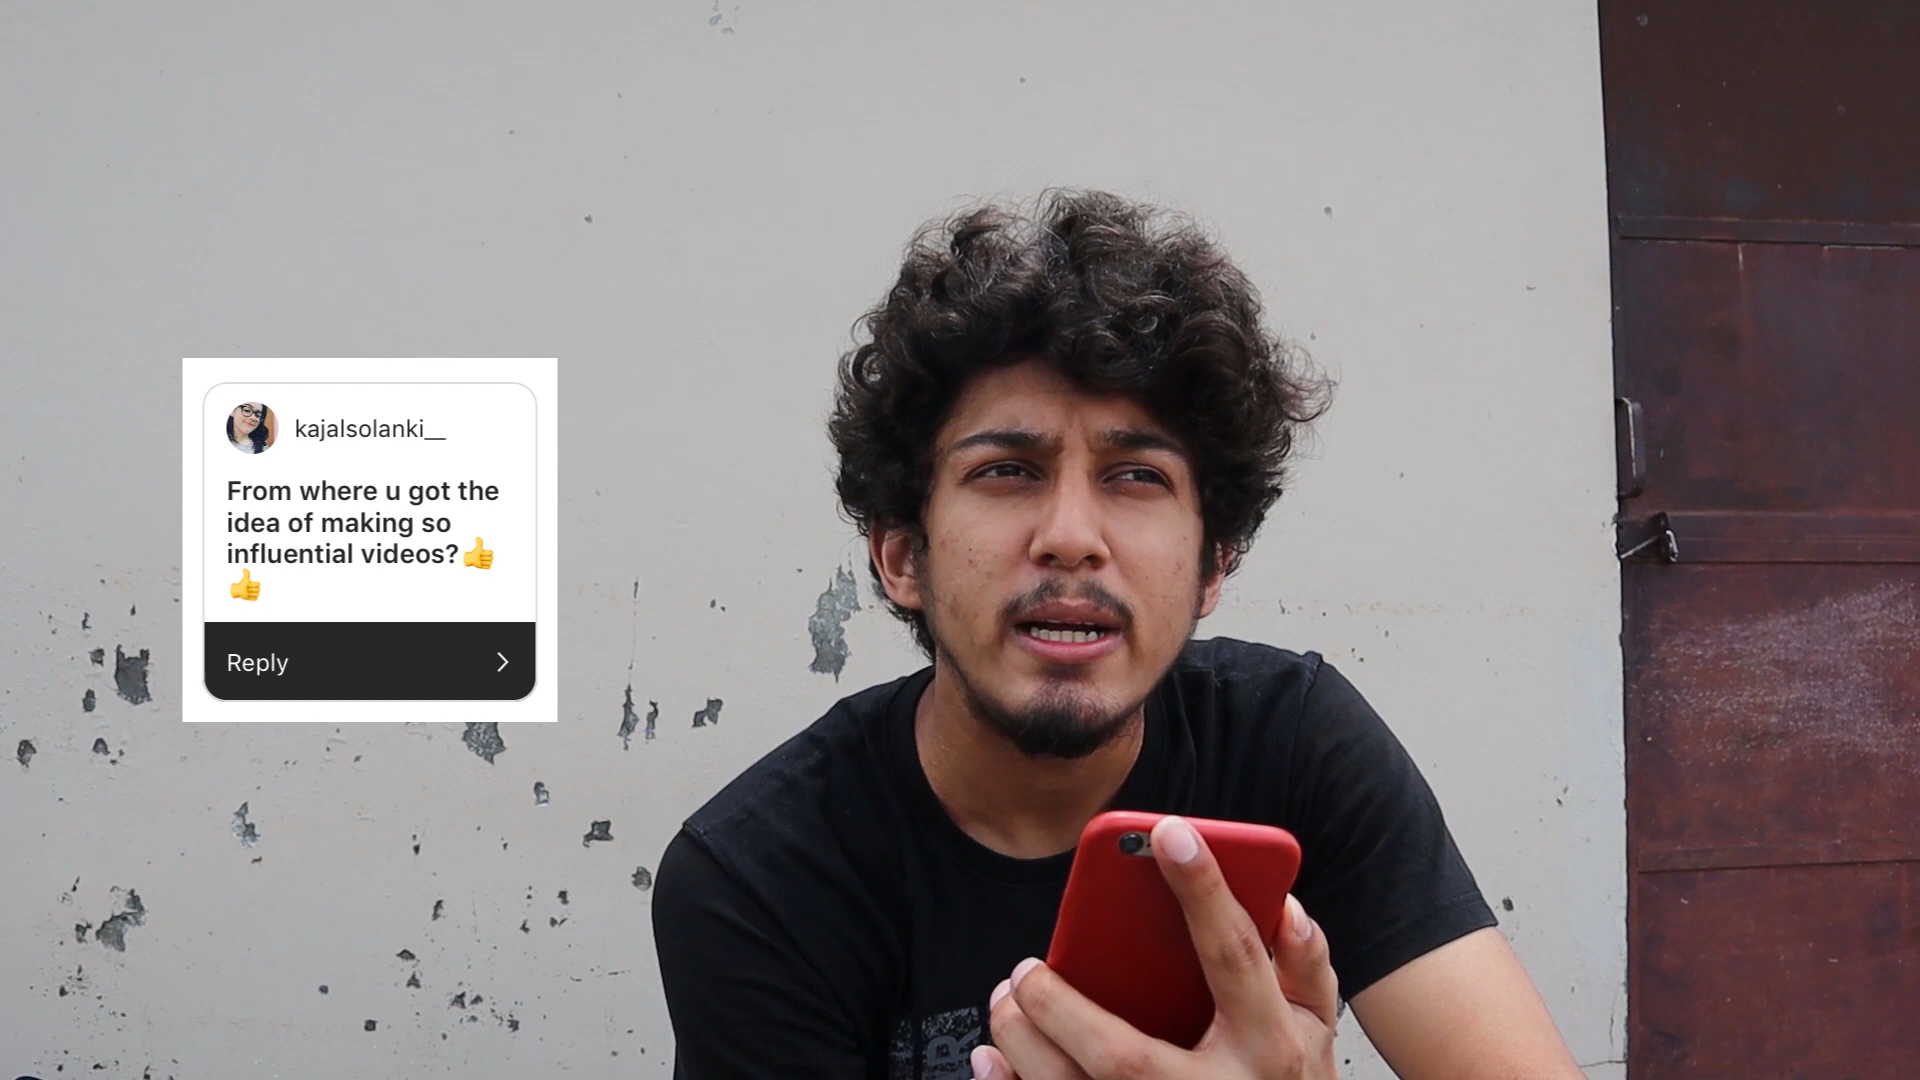 kajalsolanki__
From where u got the
idea of making so
influential videos?👍
👍
Reply